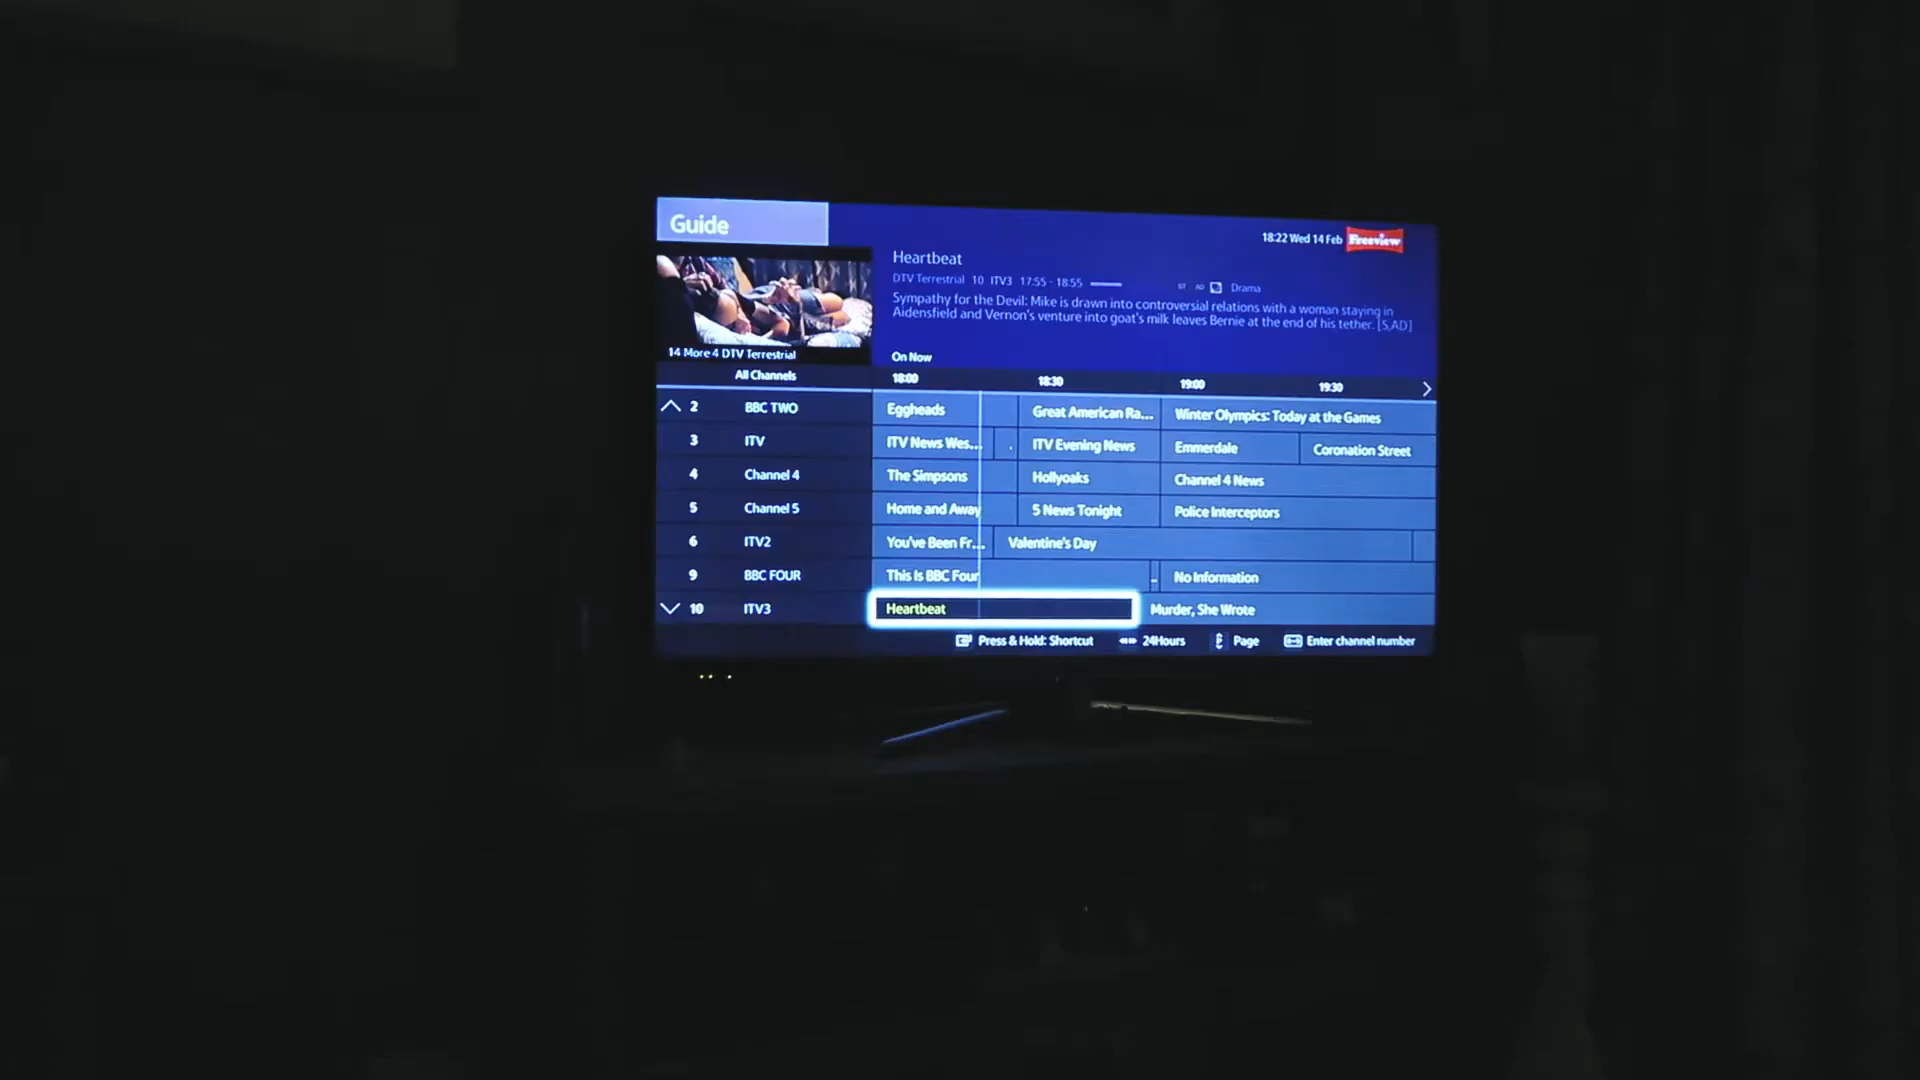 Guide
18:22 Wed 14 Feb Freeview
Heartbeat
DTV Terrestrial 10 ITV3 17:55 - 18:55 ST AD Drama
Sympathy for the Devil: Mike is drawn into controversial relations with a woman staying in
Aidensfield and Vernon's venture into goat's milk leaves Bernie at the end of his tether. [S,AD]
14 More 4 DTV Terrestrial
On Now
All Channels 18:00 18:30 19:00 19:30
2 BBC TWO Eggheads Great American Ra... Winter Olympics: Today at the Games
3 ITV ITV News Wes... . ITV Evening News Emmerdale Coronation Street
4 Channel 4 The Simpsons Hollyoaks Channel 4 News
5 Channel 5 Home and Away 5 News Tonight Police Interceptors
6 ITV2 You've Been Fr... Valentine's Day
9 BBC FOUR This Is BBC Four .. No Information
10 ITV3 Heartbeat Murder, She Wrote
Press & Hold: Shortcut 24Hours Page Enter channel number